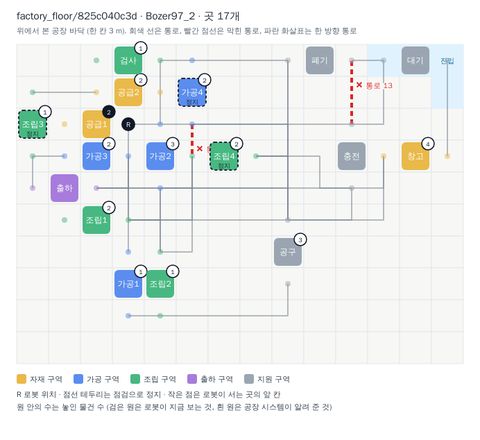 factory_floor/825c040c3d · Bozer97_2 · 곳 17개
위에서 본 공장 바닥 (한 칸 3 m). 회색 선은 통로, 빨간 점선은 막힌 통로, 파란 화살표는 한 방향 통로
검사 1
폐기
대기
공급2 2
가공4 2
정지
✕ 통로 13
조립3 1
정지
공급1 2
R
가공3 2
가공2 3
✕
조립4 2
정지
충전
창고 4
출하
조립1 2
공구 3
가공1 1
조립2 1
자재 구역
가공 구역
조립 구역
출하 구역
지원 구역
R 로봇 위치 · 점선 테두리는 점검으로 정지 · 작은 점은 로봇이 서는 곳의 앞 칸
원 안의 수는 놓인 물건 수 (검은 원은 로봇이 지금 보는 것, 흰 원은 공장 시스템이 알려 준 것)